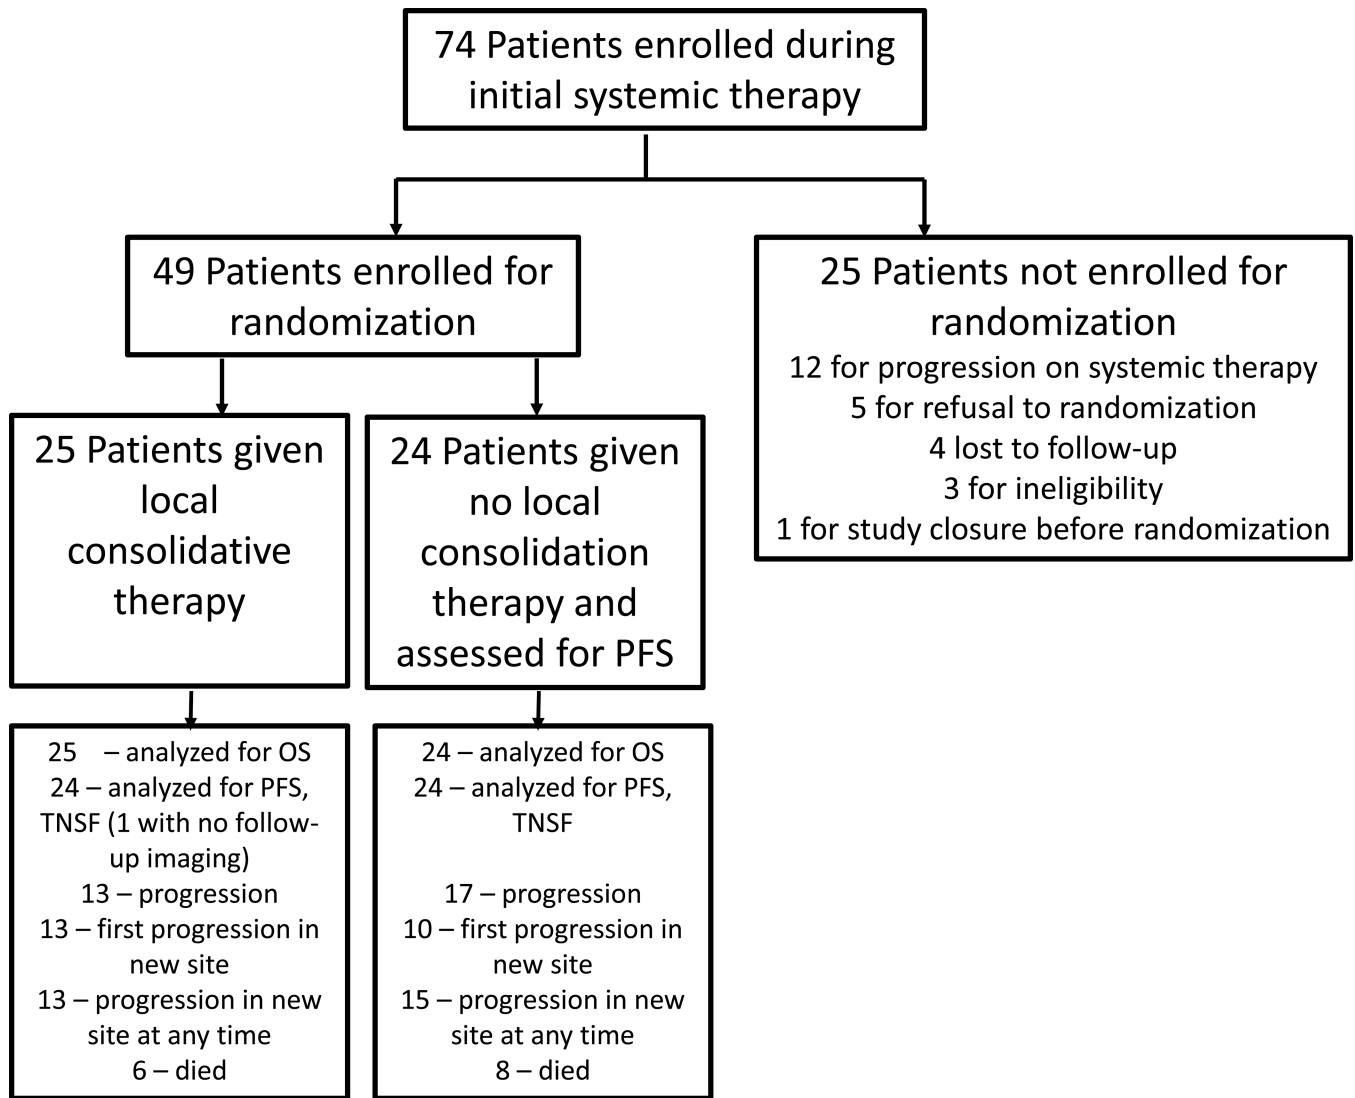 74 Patients enrolled during
initial systemic therapy
49 Patients enrolled for
randomization
25 Patients not enrolled for
randomization
12 for progression on systemic therapy
5 for refusal to randomization
4 lost to follow-up
3 for ineligibility
1 for study closure before randomization
25 Patients given
local
consolidative
therapy
24 Patients given
no local
consolidation
therapy and
assessed for PFS
25 – analyzed for OS
24 – analyzed for PFS,
TNSF (1 with no follow-
up imaging)
13 – progression
13 – first progression in
new site
13 – progression in new
site at any time
6 – died
24 – analyzed for OS
24 – analyzed for PFS,
TNSF
17 – progression
10 – first progression in
new site
15 – progression in new
site at any time
8 – died